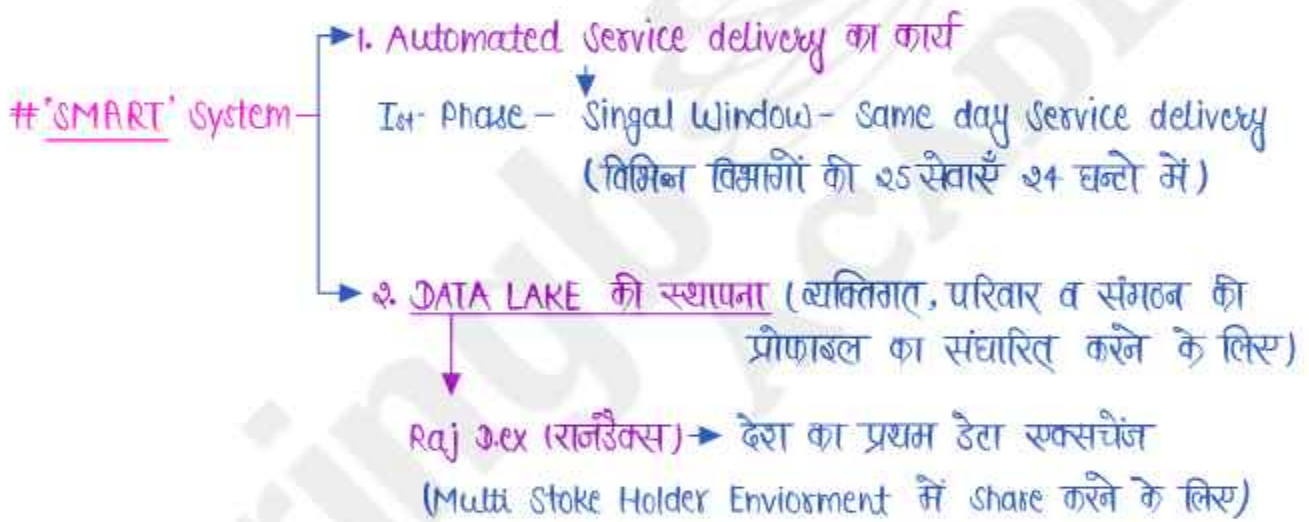 1. Automated Service delivery का कार्य
#'SMART' System
Ist- Phase - Singal Window - Same day Service delivery
(विभिन्न विभागों की 25 सेवाएँ 24 घन्टो में)
2. DATA LAKE की स्थापना (व्यक्तिगत, परिवार व संगठन की
प्रोफाइल का संघारित करने के लिए)
Raj D.ex (राजडैक्स) → देश का प्रथम डेटा एक्सचेंज
(Multi Stoke Holder Enviorment में Share करने के लिए)